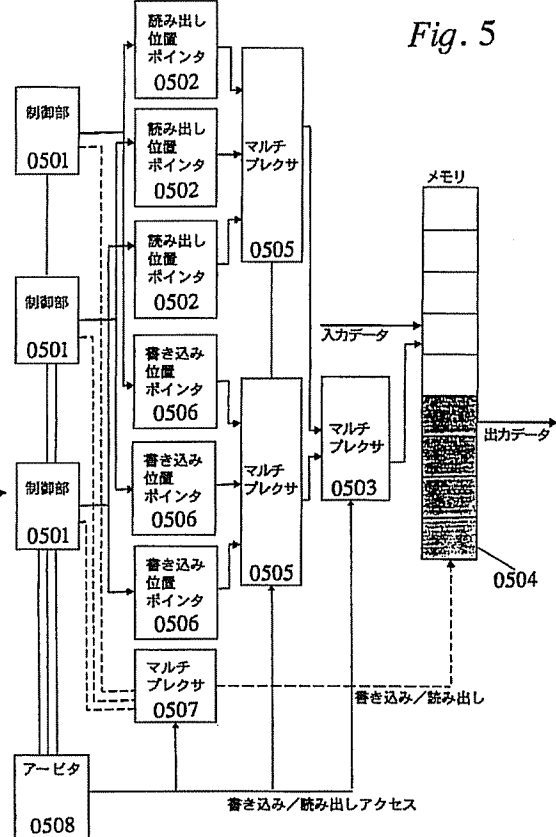 Fig. 5
読み出し
位置
ポインタ
0502
制御部
0501
読み出し
位置
ポインタ
0502
マルチ
プレクサ
0505
メモリ
読み出し
位置
ポインタ
0502
制御部
0501
入力データ
書き込み
位置
ポインタ
0506
マルチ
プレクサ
0503
出力データ
書き込み
位置
ポインタ
0506
マルチ
プレクサ
0505
制御部
0501
書き込み
位置
ポインタ
0506
0504
マルチ
プレクサ
0507
書き込み／読み出し
アービタ
0508
書き込み／読み出しアクセス